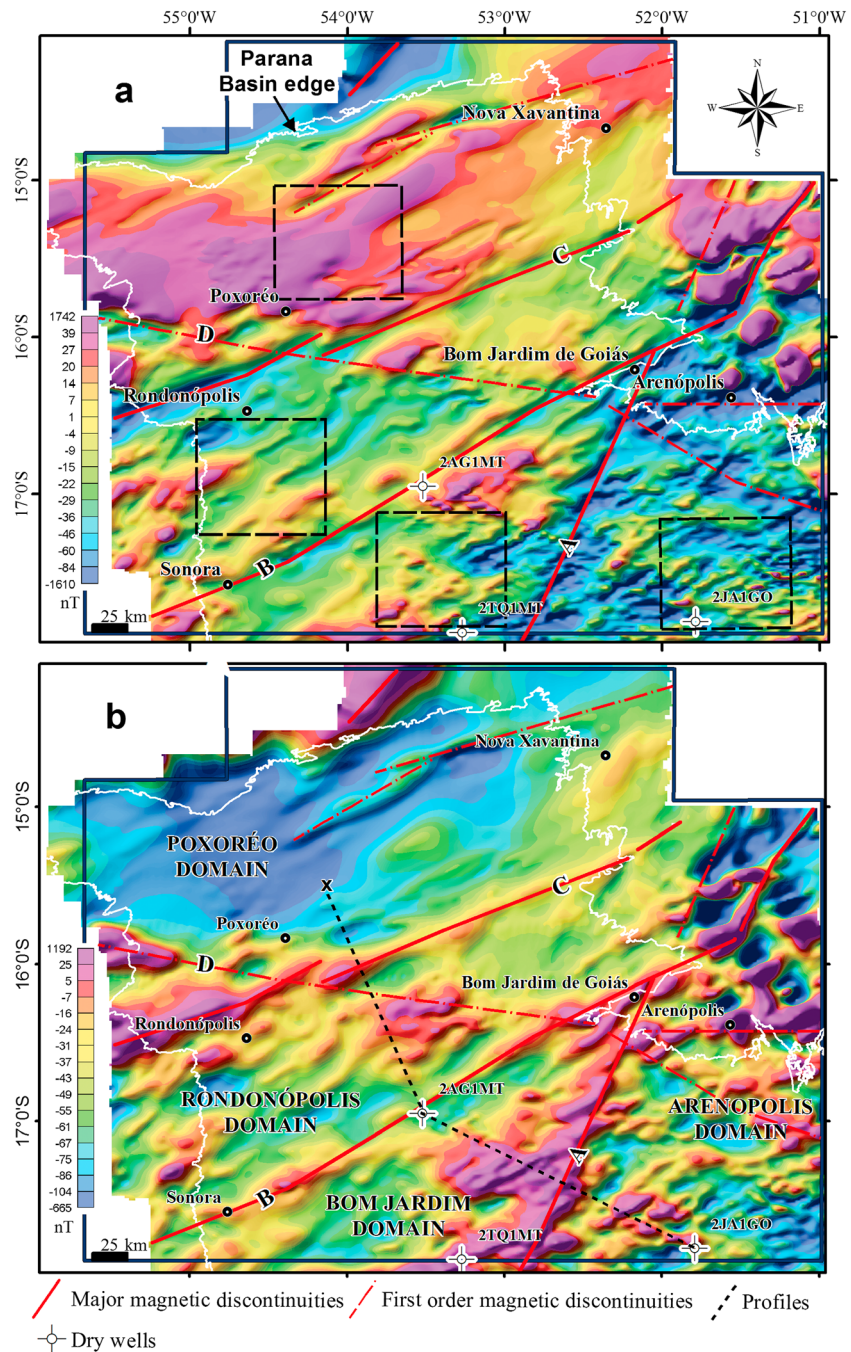 55°0'W 54°0'W 53°0'W 52°0'W 51°0'W
a
Parana
Basin edge
N
W E
S
Nova Xavantina
15°0'S
C
Poxoréo
16°0'S
D
Bom Jardim de Goiás
Arenópolis
Rondonópolis
2AG1MT
17°0'S
A
Sonora
B
2TQ1MT
2JA1GO
1742
39
27
20
14
7
1
-4
-9
-15
-22
-29
-36
-46
-60
-84
-1610
nT
25 km
b
Nova Xavantina
15°0'S
POXORÉO
DOMAIN
C
x
Poxoréo
16°0'S
D
Bom Jardim de Goiás
Arenópolis
Rondonópolis
2AG1MT
RONDONÓPOLIS
DOMAIN
ARENOPOLIS
DOMAIN
17°0'S
A
Sonora
B
BOM JARDIM
DOMAIN
2TQ1MT
2JA1GO
1192
25
5
-7
-16
-24
-31
-37
-43
-49
-55
-61
-67
-75
-86
-104
-665
nT
25 km
Major magnetic discontinuities First order magnetic discontinuities Profiles
Dry wells